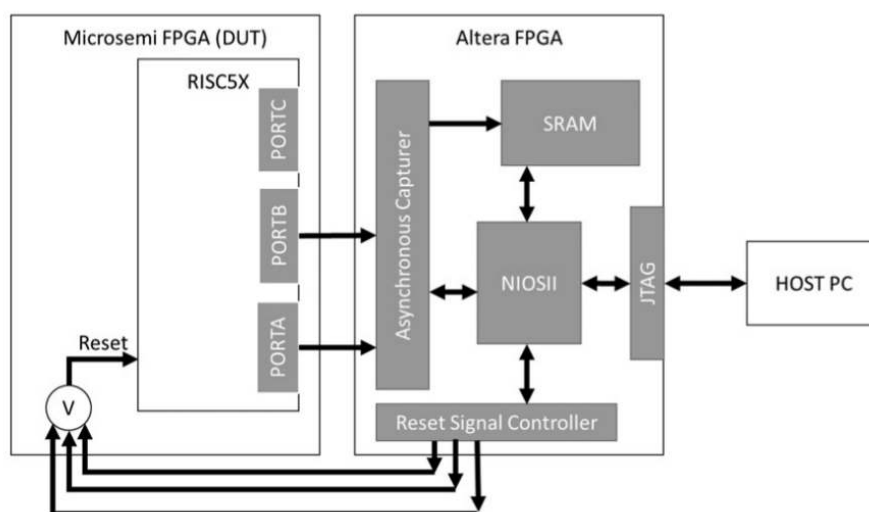 Microsemi FPGA (DUT)
RISC5X
PORTC
PORTB
PORTA
Reset
V
Altera FPGA
Asynchronous Capturer
SRAM
NIOSII
JTAG
Reset Signal Controller
HOST PC